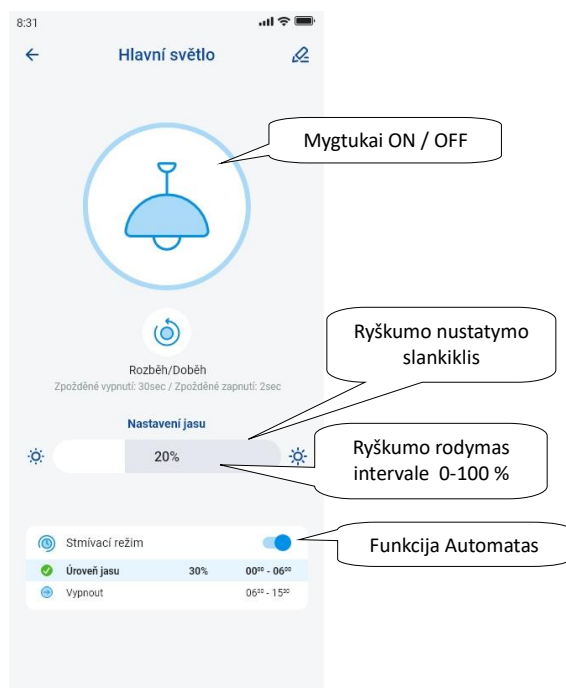 8:31
Hlavní světlo
Mygtukai ON / OFF
Rozběh/Doběh
Zpožděné vypnutí: 30sec / Zpožděné zapnutí: 2sec
Ryškumo nustatymo
slankiklis
Nastavení jasu
20%
Ryškumo rodymas
intervale 0-100 %
Stmívací režim
Funkcija Automatas
Úroveň jasu 30% 00⁰⁰ - 06⁰⁰
Vypnout 06⁰⁰ - 15³⁰